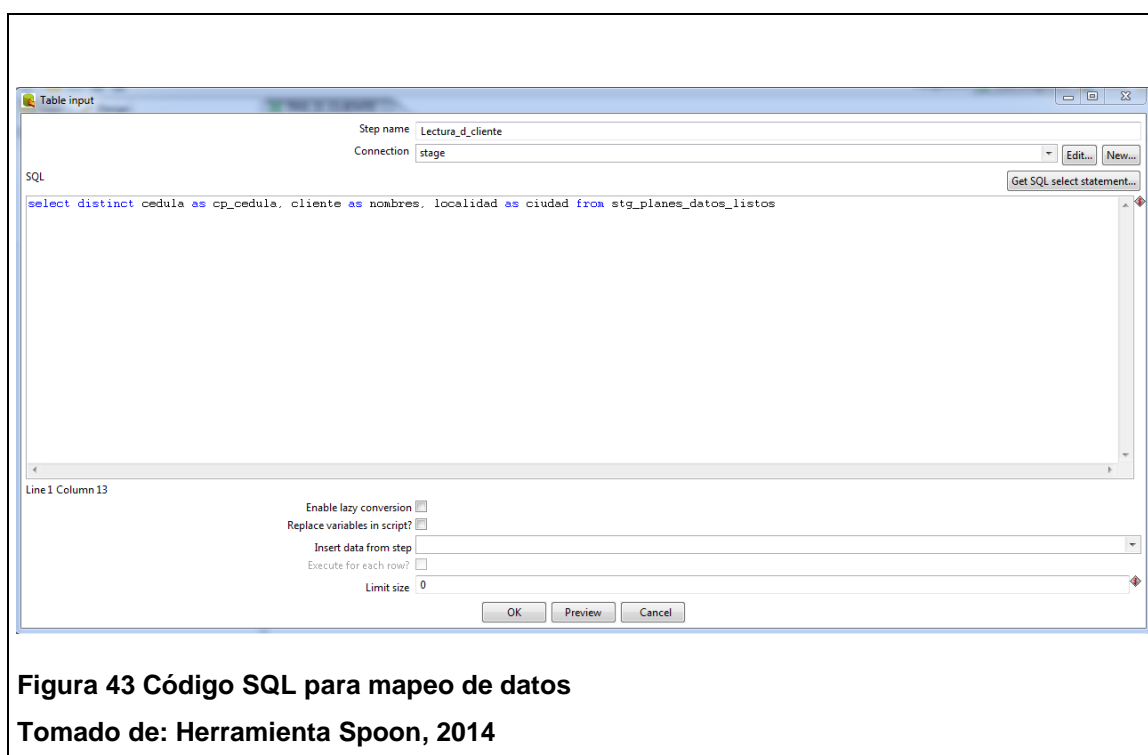 Table input
Step name Lectura_d_cliente
Connection stage Edit... New...
SQL Get SQL select statement...
select distinct cedula as cp_cedula, cliente as nombres, localidad as ciudad from stg_planes_datos_listos
Line 1 Column 13
Enable lazy conversion
Replace variables in script?
Insert data from step
Execute for each row?
Limit size 0
OK Preview Cancel
Figura 43 Código SQL para mapeo de datos
Tomado de: Herramienta Spoon, 2014